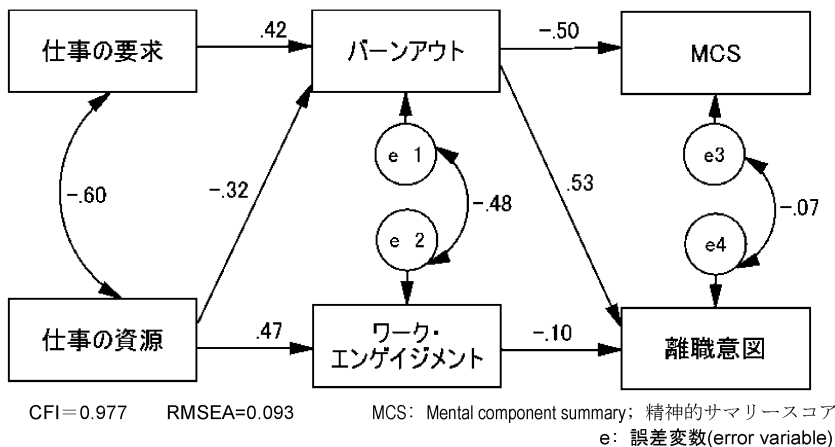 仕事の要求
.42
バーンアウト
-.50
MCS
e 1
e3
-.60
-.32
-.48
.53
-.07
e 2
e4
仕事の資源
.47
ワーク・
エンゲイジメント
-.10
離職意図
CFI=0.977 RMSEA=0.093 MCS: Mental component summary; 精神的サマリースコア
e: 誤差変数(error variable)